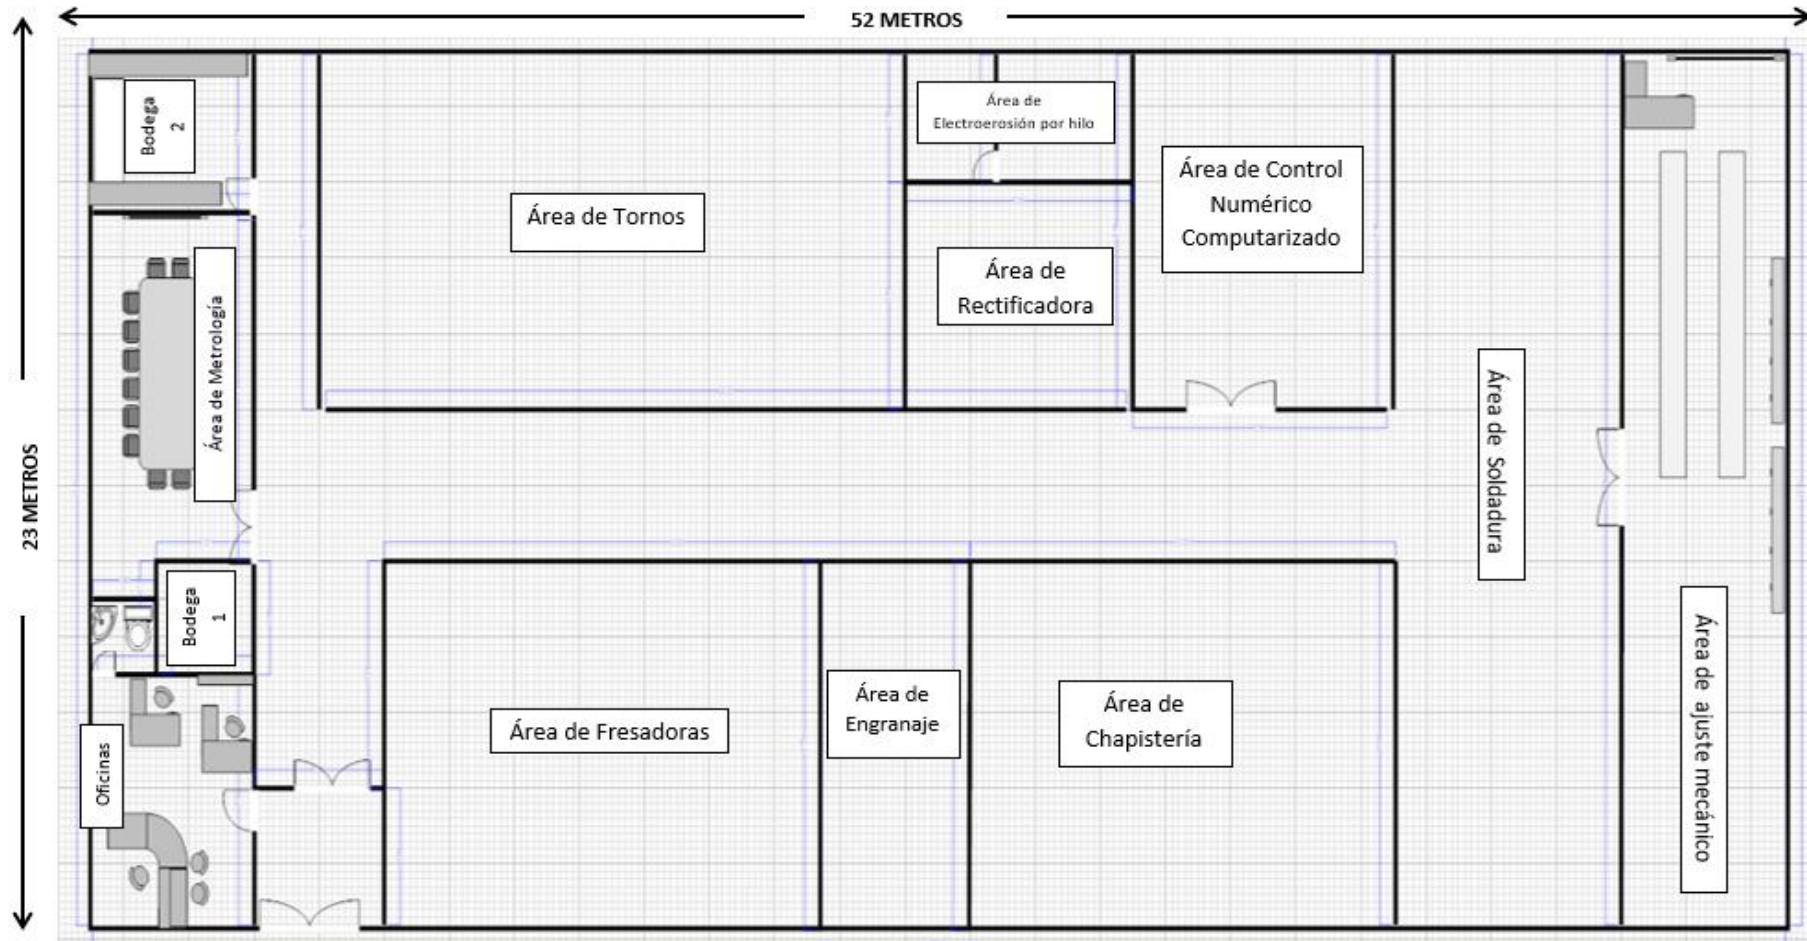 52 METROS
23 METROS
Bodega
2
Área de
Electroerosión por hilo
Área de Tornos
Área de Control
Numérico
Computarizado
Área de
Rectificadora
Área de Metrología
Área de Soldadura
Bodega
1
Área de Fresadoras
Área de
Engranaje
Área de
Chapistería
Área de ajuste mecánico
Oficinas